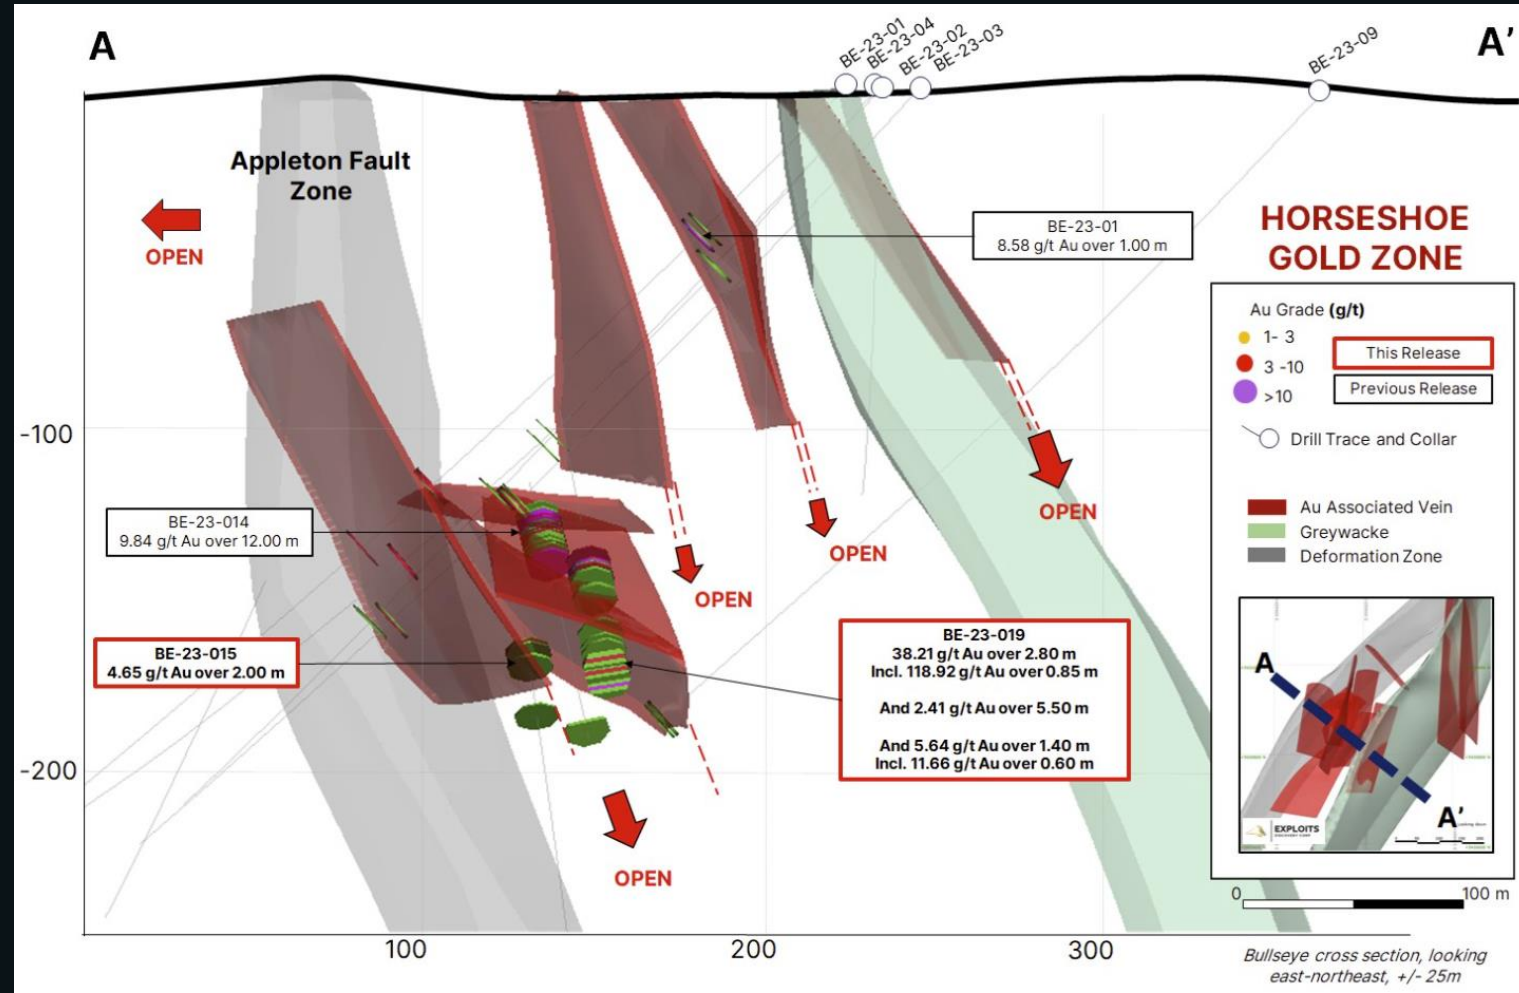 A
A'
BE-23-01
BE-23-04
BE-23-02
BE-23-03
BE-23-09
Appleton Fault
Zone
OPEN
BE-23-01
8.58 g/t Au over 1.00 m
HORSESHOE
GOLD ZONE
Au Grade (g/t)
1- 3
3 -10
>10
This Release
Previous Release
Drill Trace and Collar
Au Associated Vein
Greywacke
Deformation Zone
-100
OPEN
OPEN
OPEN
BE-23-014
9.84 g/t Au over 12.00 m
BE-23-015
4.65 g/t Au over 2.00 m
BE-23-019
38.21 g/t Au over 2.80 m
Incl. 118.92 g/t Au over 0.85 m
And 2.41 g/t Au over 5.50 m
And 5.64 g/t Au over 1.40 m
Incl. 11.66 g/t Au over 0.60 m
-200
OPEN
A
A'
EXPLOITS
0
100 m
100
200
300
Bullseye cross section, looking
east-northeast, +/- 25m